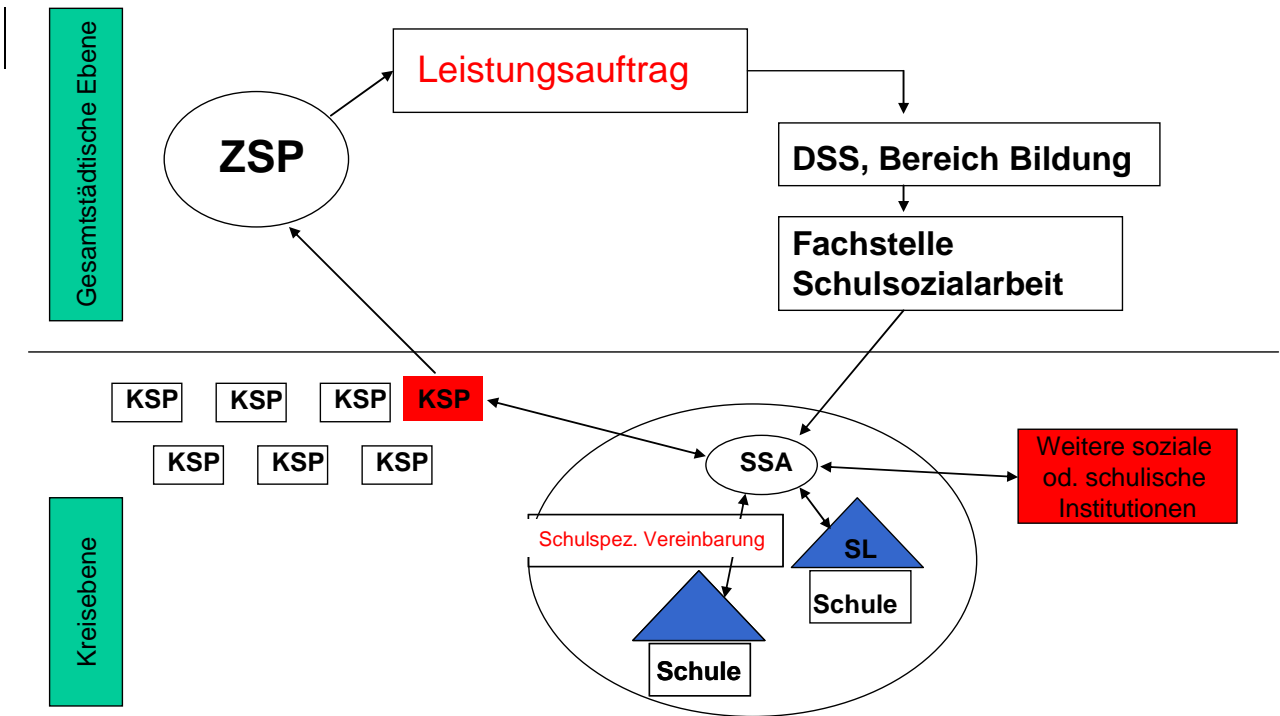 Gesamtstädtische Ebene
Leistungsauftrag
ZSP
DSS, Bereich Bildung
Fachstelle
Schulsozialarbeit
KSP
KSP
KSP
KSP
KSP
KSP
KSP
SSA
Weitere soziale
od. schulische
Institutionen
Schulspez. Vereinbarung
SL
Schule
Schule
Kreisebene